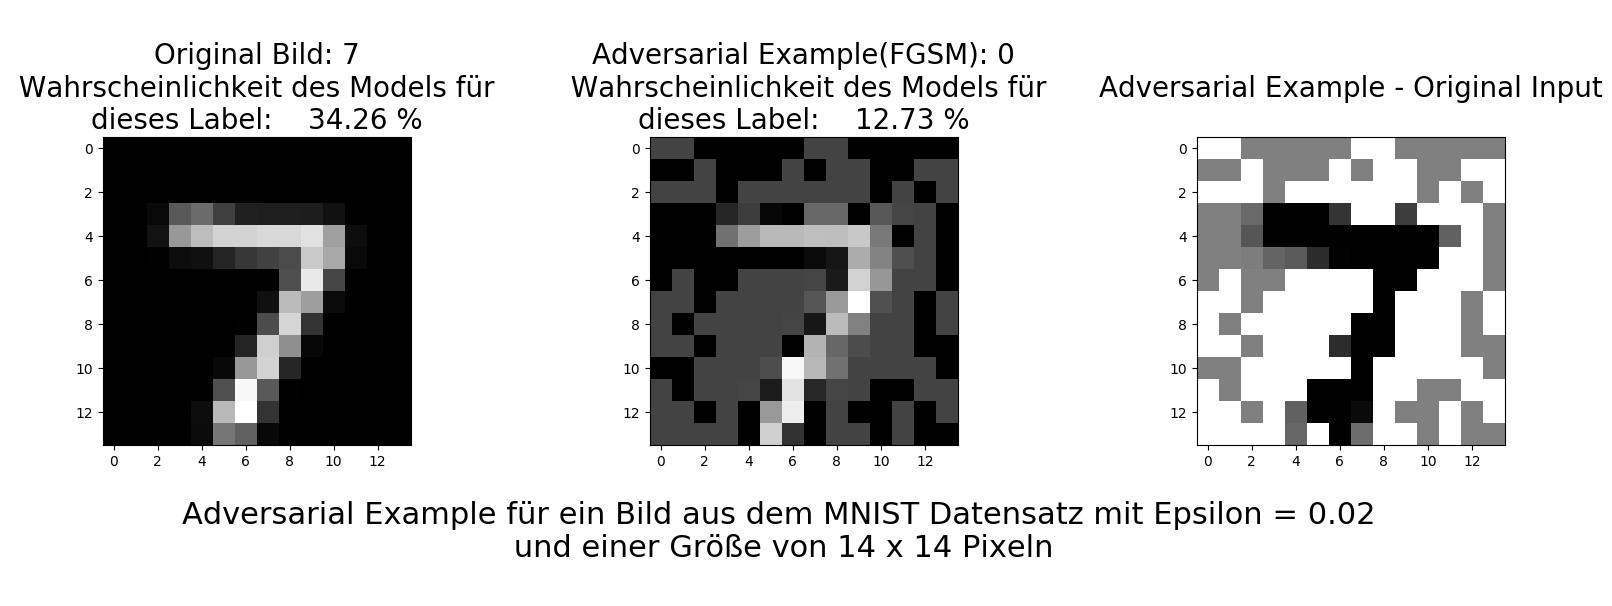 Original Bild: 7
Wahrscheinlichkeit des Models für
dieses Label: 34.26 %
0
2
4
6
8
10
12
0 2 4 6 8 10 12
Adversarial Example(FGSM): 0
Wahrscheinlichkeit des Models für
dieses Label: 12.73 %
0
2
4
6
8
10
12
0 2 4 6 8 10 12
Adversarial Example - Original Input
0
2
4
6
8
10
12
0 2 4 6 8 10 12
Adversarial Example für ein Bild aus dem MNIST Datensatz mit Epsilon = 0.02
und einer Größe von 14 x 14 Pixeln